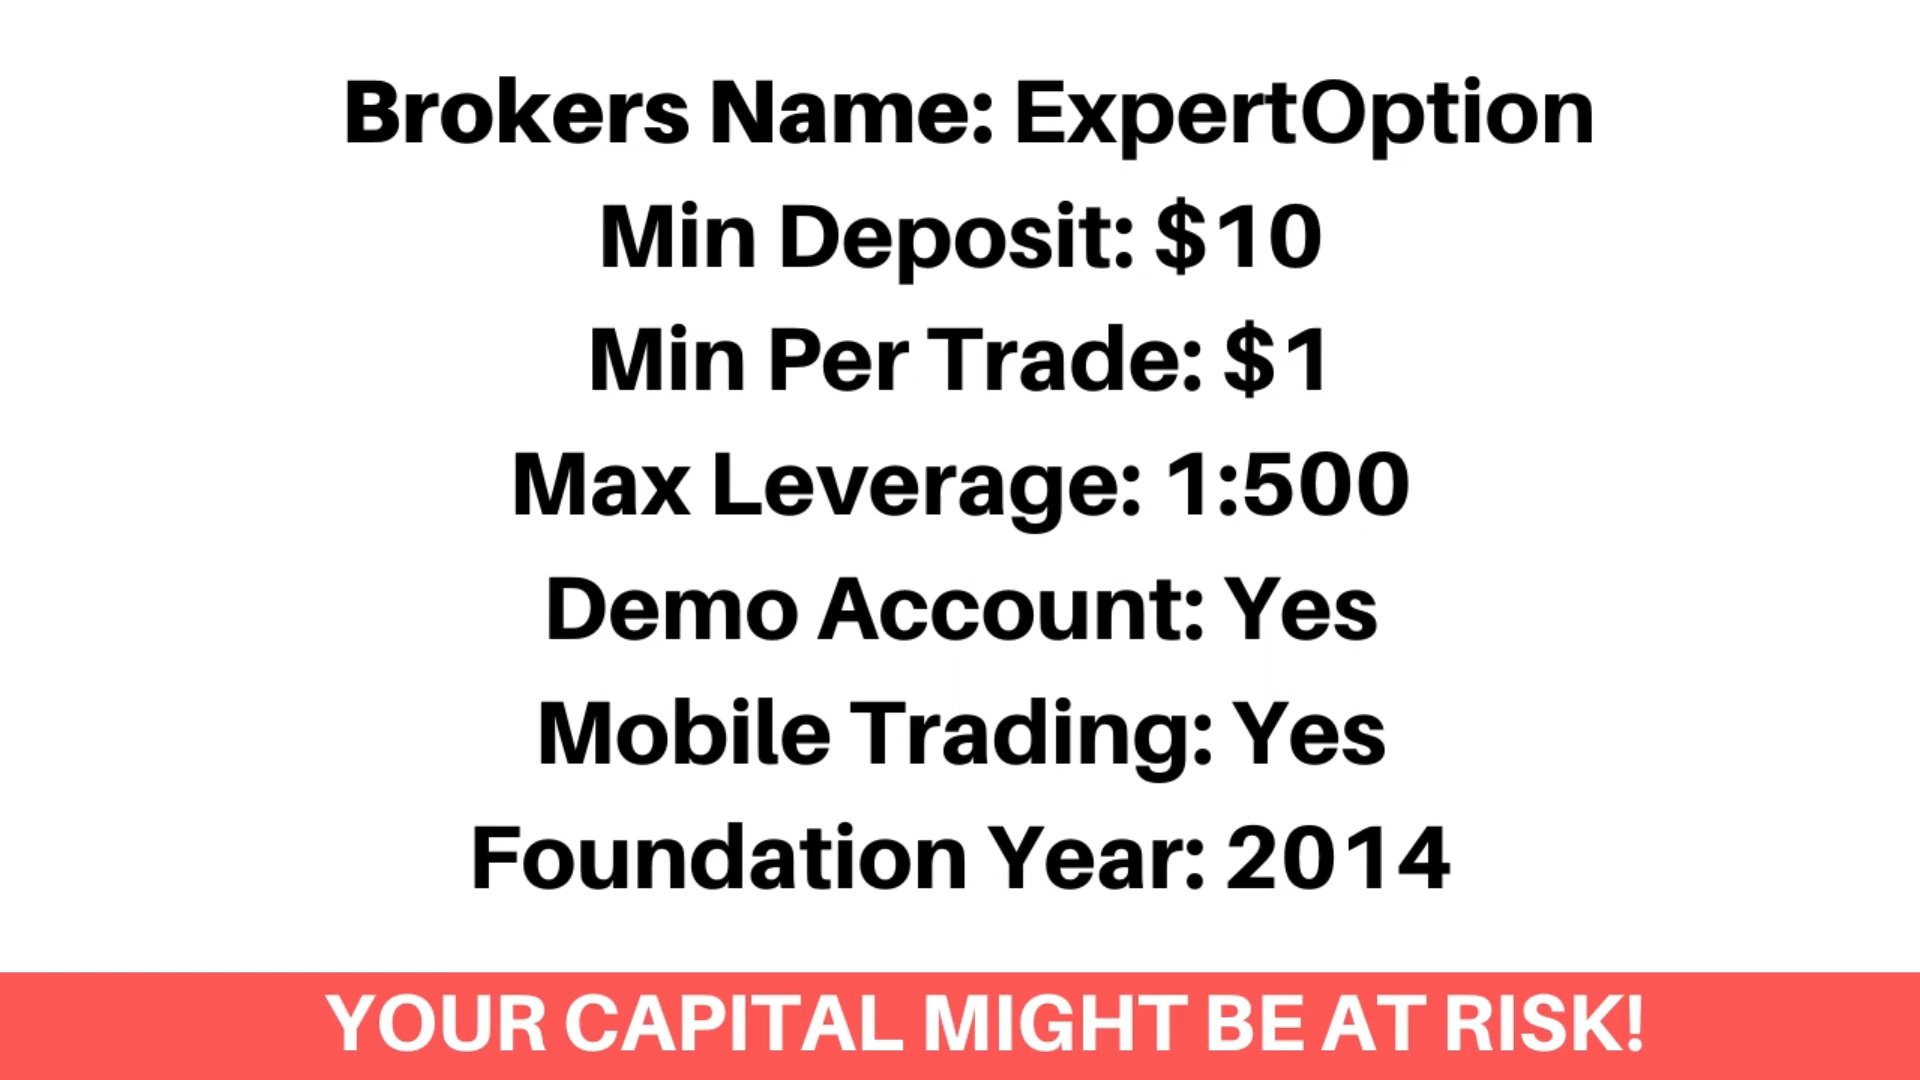 Brokers Name: ExpertOption
Min Deposit: $10
Min Per Trade: $1
Max Leverage: 1:500
Demo Account: Yes
Mobile Trading: Yes
Foundation Year: 2014
YOUR CAPITAL MIGHT BE AT RISK!